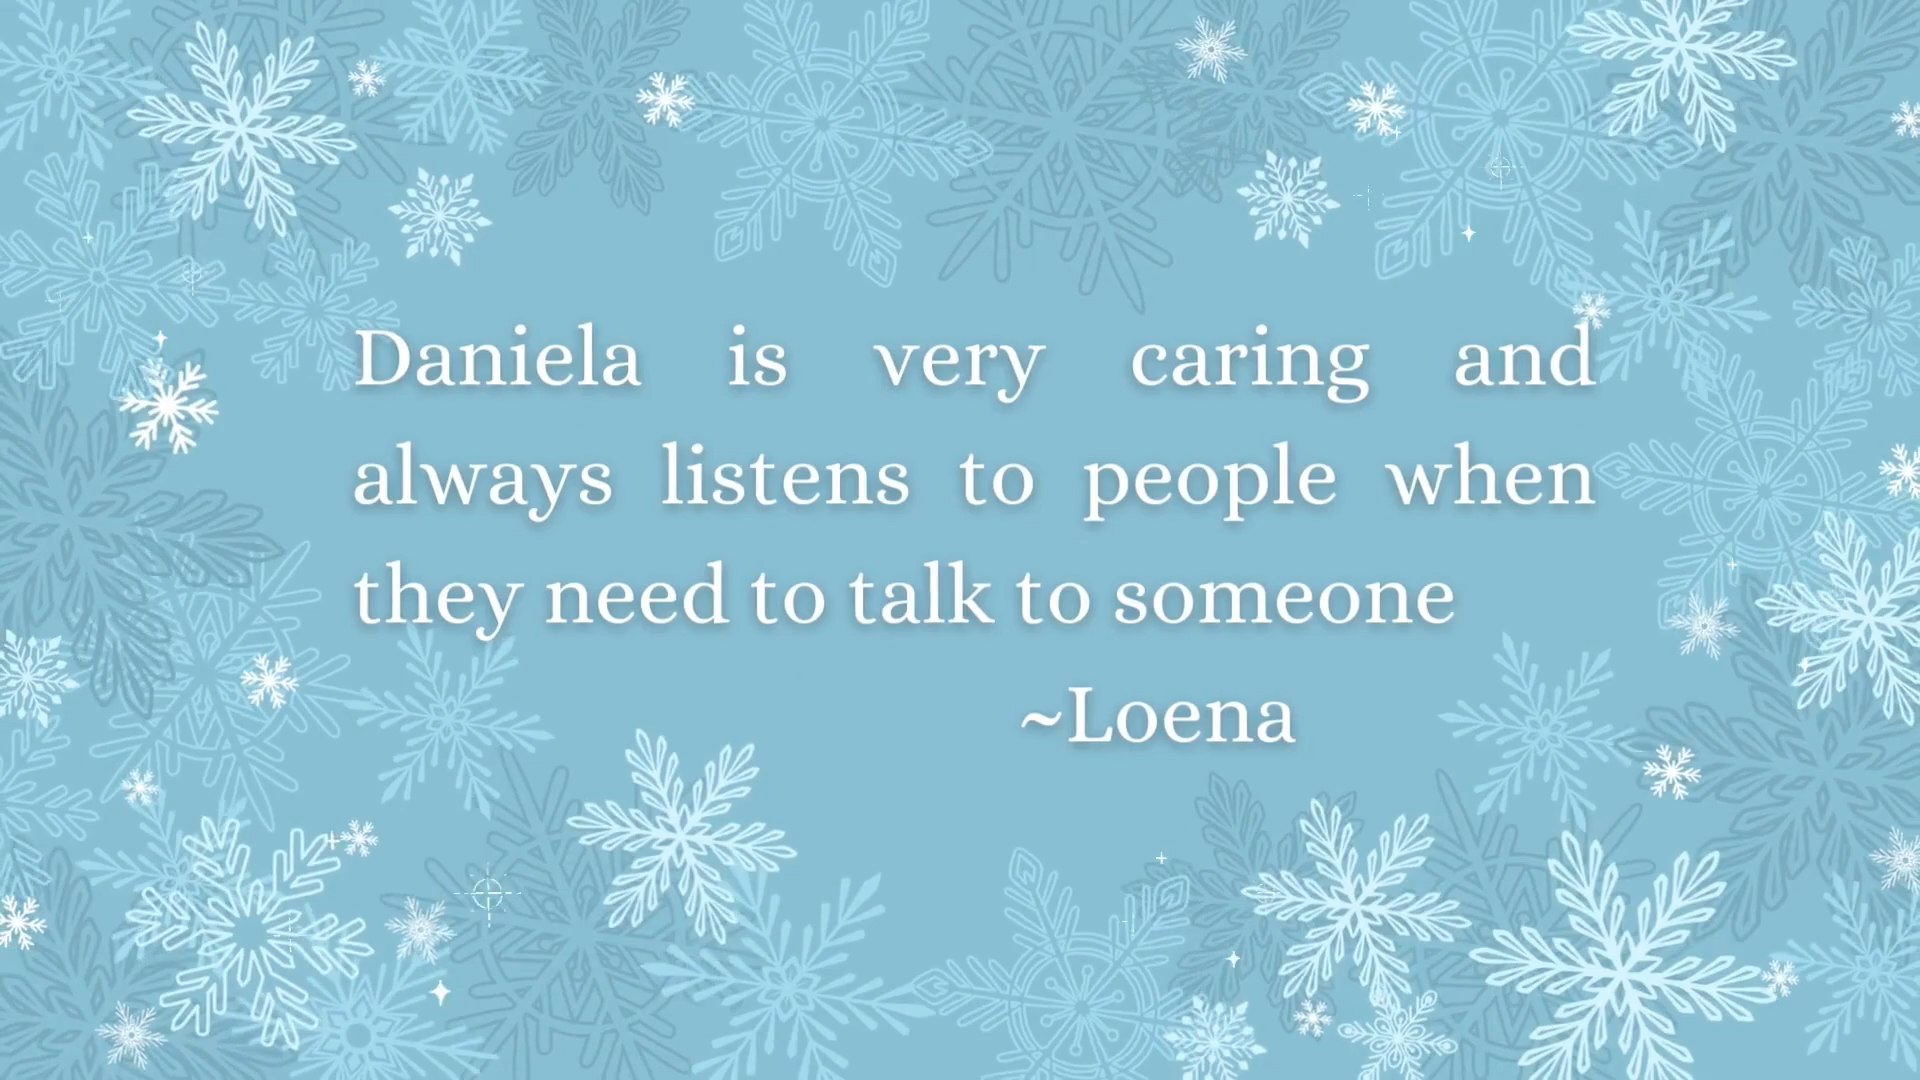 Daniela is very caring and
always listens to people when
they need to talk to someone
~Loena